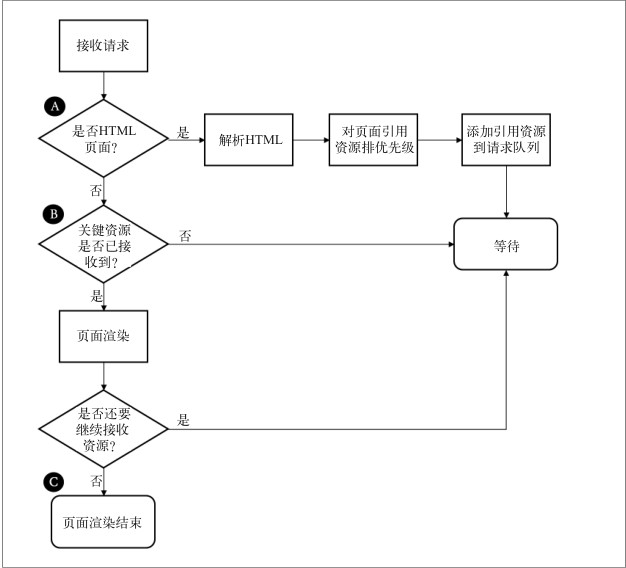 接收请求
A
是否HTML
页面?
是
解析HTML
对页面引用
资源排优先级
添加引用资源
到请求队列
否
B
关键资源
是否已接
收到?
否
等待
是
页面渲染
是否还要
继续接收
资源?
是
C
否
页面渲染结束